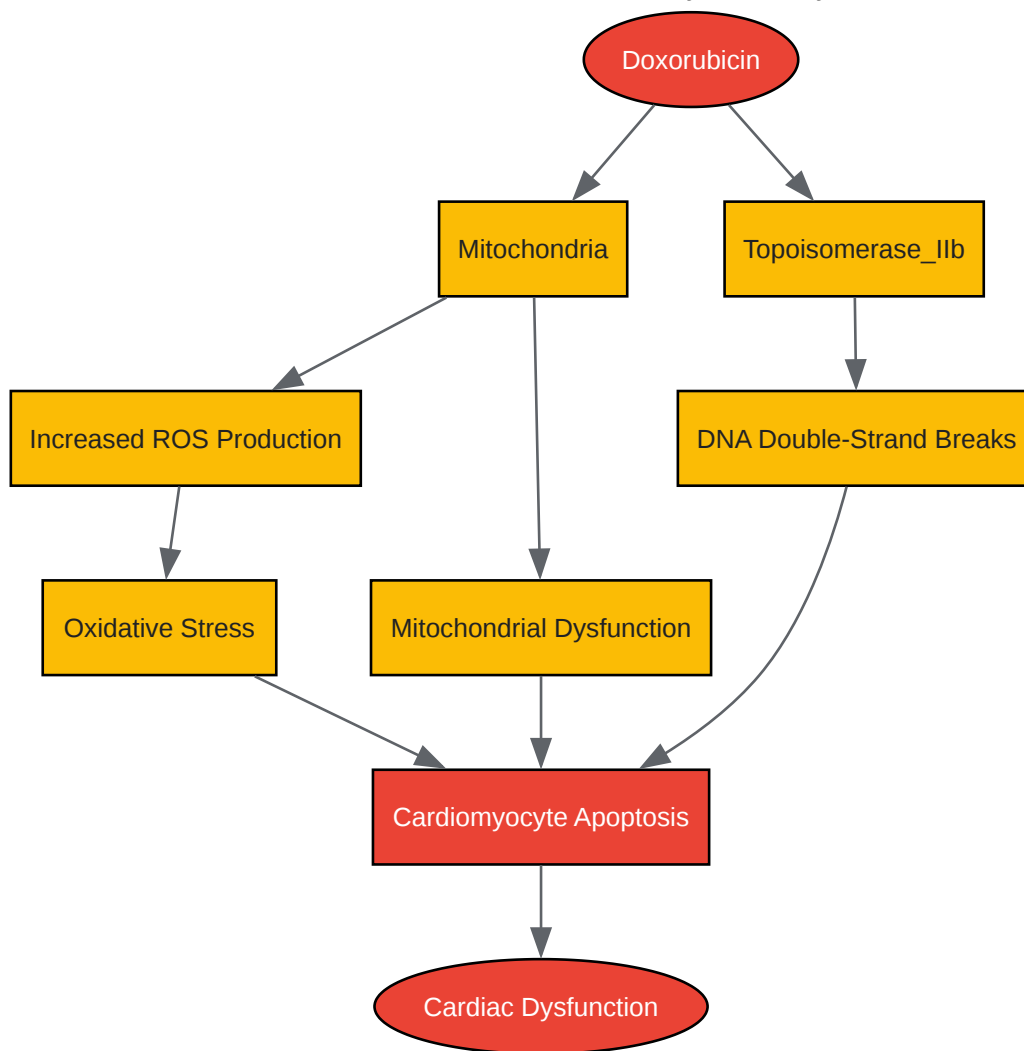 Doxorubicin
Mitochondria
Topoisomerase_IIb
Increased ROS Production
DNA Double-Strand Breaks
Oxidative Stress
Mitochondrial Dysfunction
Cardiomyocyte Apoptosis
Cardiac Dysfunction